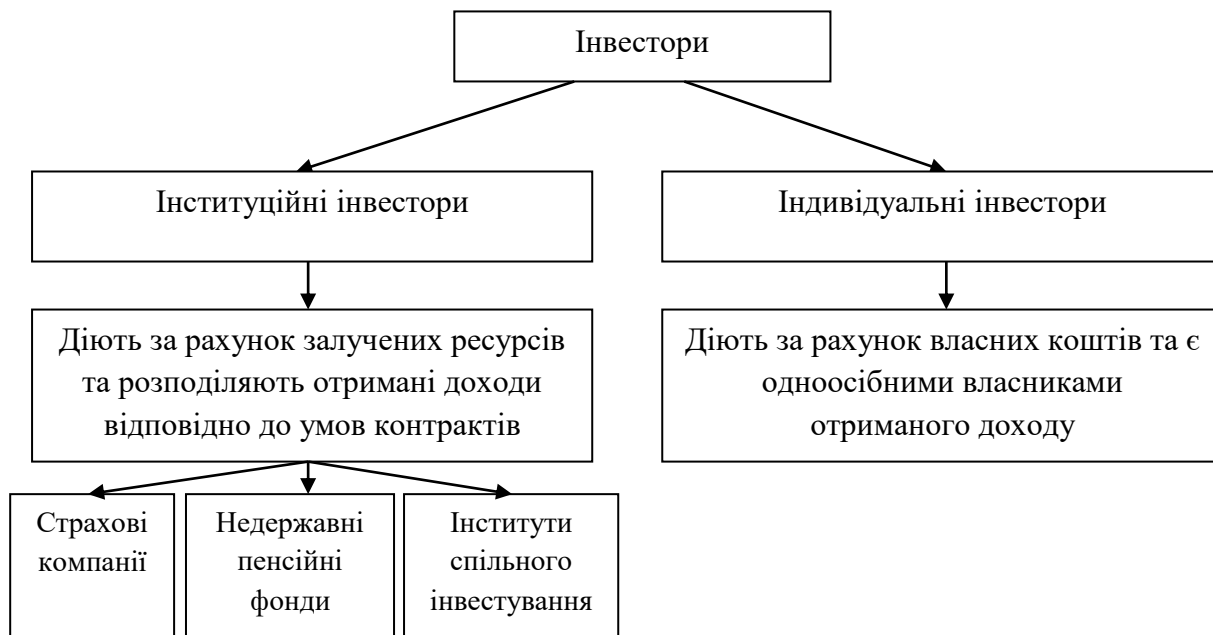 Інвестори
Інституційні інвестори
Індивідуальні інвестори
Діють за рахунок залучених ресурсів
та розподіляють отримані доходи
відповідно до умов контрактів
Діють за рахунок власних коштів та є
одноосібними власниками
отриманого доходу
Страхові
компанії
Недержавні
пенсійні
фонди
Інститути
спільного
інвестування